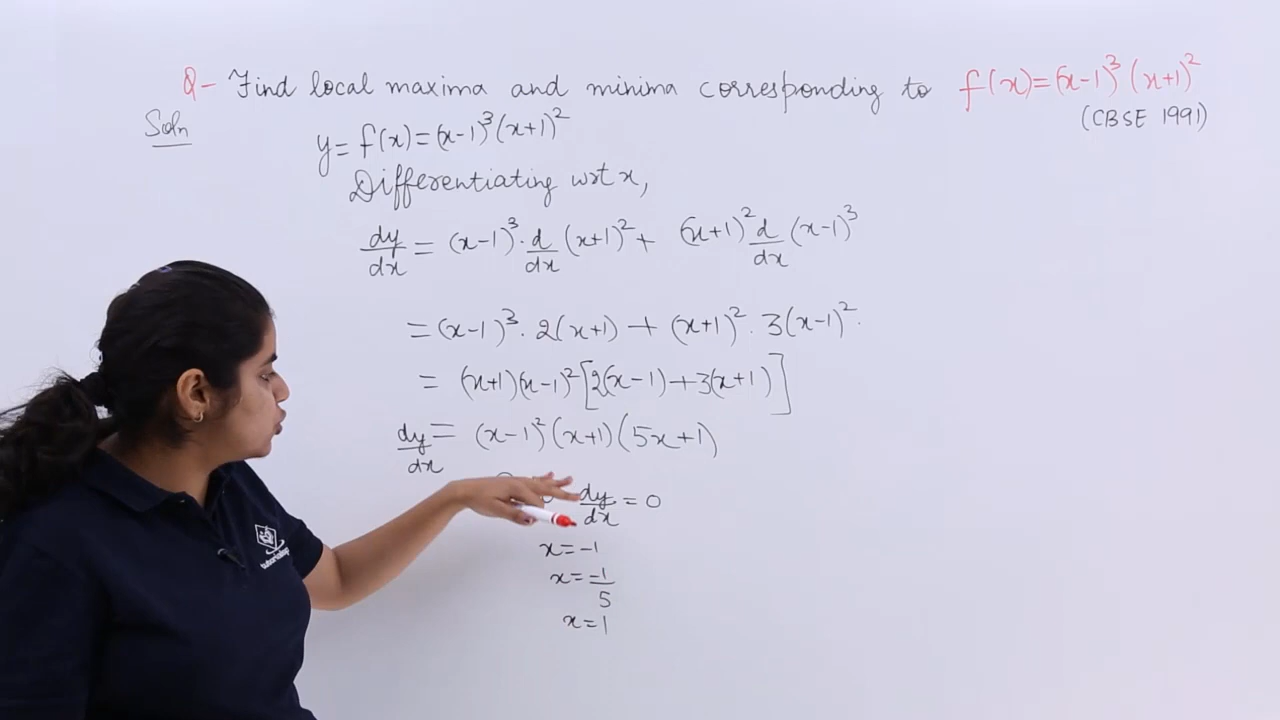 Q- Find local maxima and minima corresponding to f(x)=(x-1)³(x+1)²
(CBSE 1991)
Soln
y=f(x)=(x-1)³(x+1)²
Differentiating wrt x,
dy/dx = (x-1)³·d/dx(x+1)²+ (x+1)² d/dx(x-1)³
=(x-1)³·2(x+1)+(x+1)²·3(x-1)².
= (x+1)(x-1)²[2(x-1)+3(x+1)]
dy/dx= (x-1)²(x+1)(5x+1)
dy/dx = 0
x=-1
x=-1/5
x=1